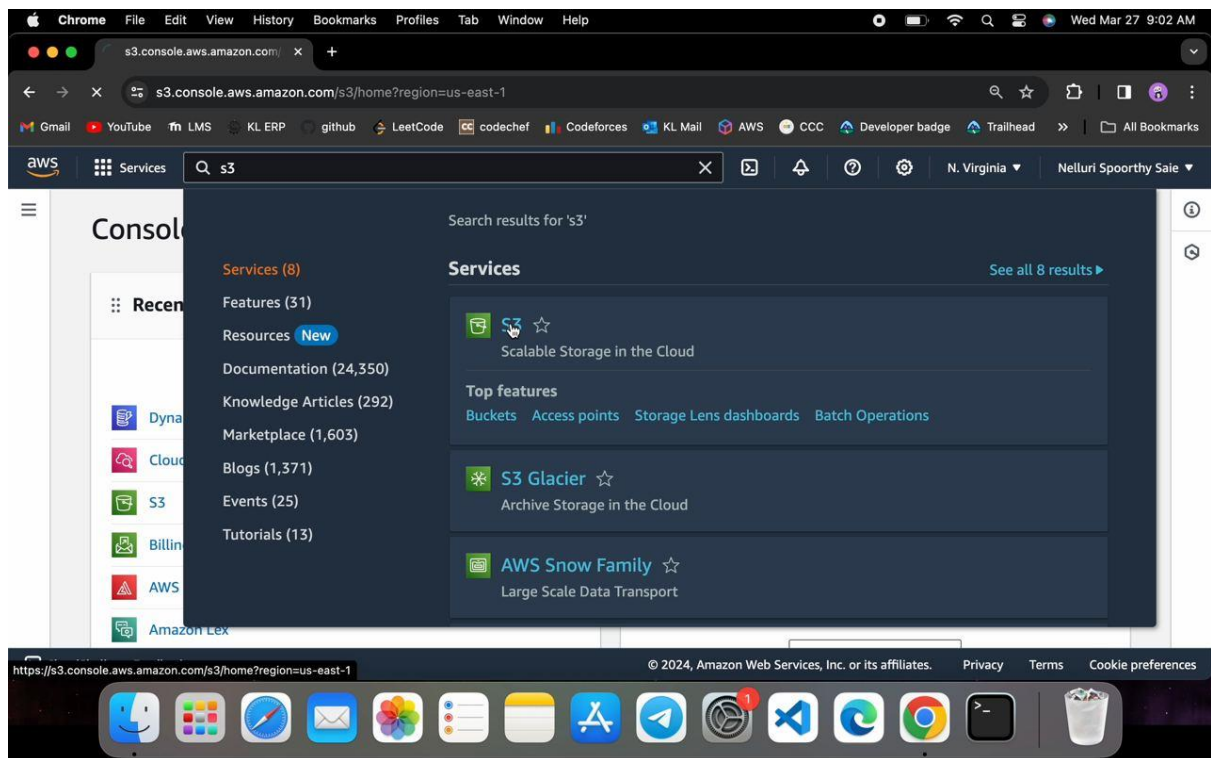 Chrome File Edit View History Bookmarks Profiles Tab Window Help Wed Mar 27 9:02 AM
s3.console.aws.amazon.com/
s3.console.aws.amazon.com/s3/home?region=us-east-1
Gmail YouTube LMS KL ERP github LeetCode codechef Codeforces KL Mail AWS CCC Developer badge Trailhead » All Bookmarks
aws Services s3 N. Virginia Nelluri Spoorthy Saie
Consol
Recen
Dyna
Cloud
S3
Billin
AWS
Amazon Lex
Search results for 's3'
Services (8)
Features (31)
Resources New
Documentation (24,350)
Knowledge Articles (292)
Marketplace (1,603)
Blogs (1,371)
Events (25)
Tutorials (13)
Services See all 8 results
S3
Scalable Storage in the Cloud
Top features
Buckets Access points Storage Lens dashboards Batch Operations
S3 Glacier
Archive Storage in the Cloud
AWS Snow Family
Large Scale Data Transport
https://s3.console.aws.amazon.com/s3/home?region=us-east-1
© 2024, Amazon Web Services, Inc. or its affiliates. Privacy Terms Cookie preferences
1